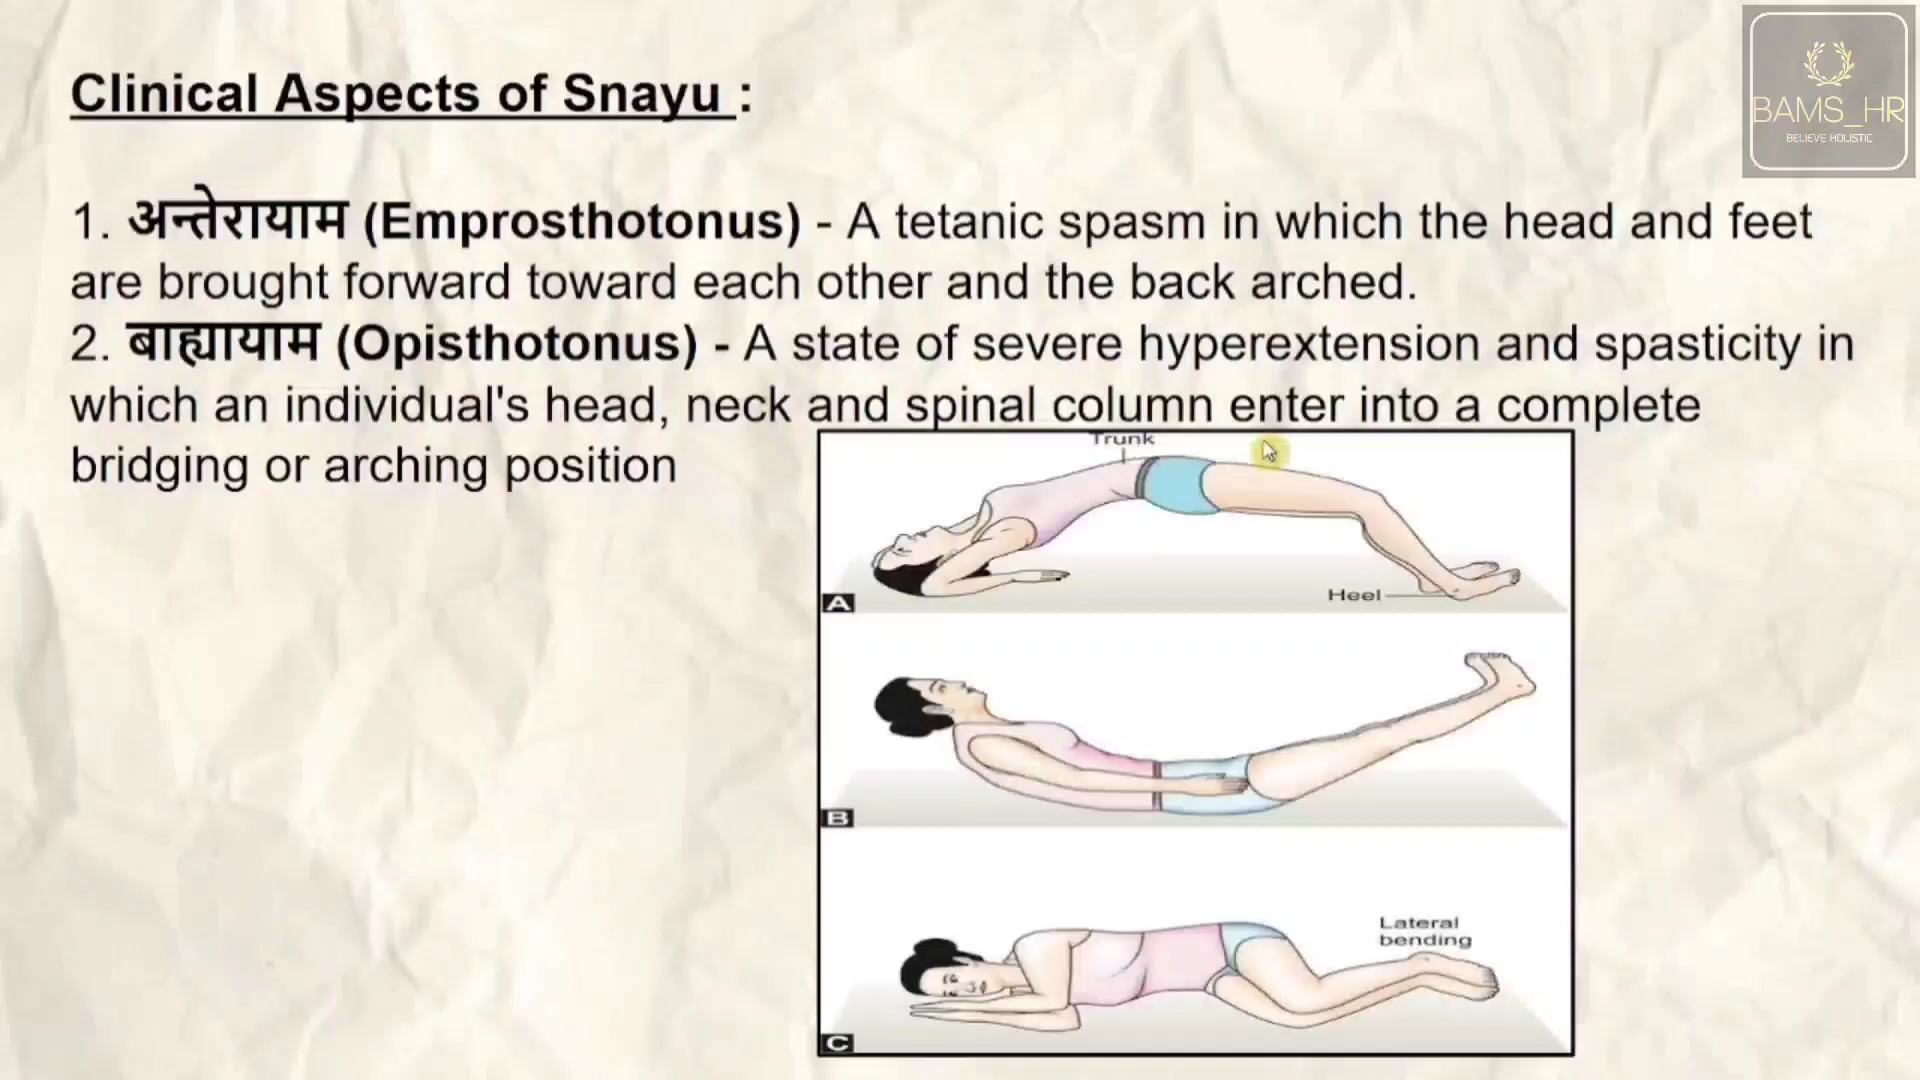 Clinical Aspects of Snayu :
BAMS_HR
BELIEVE HOLISTIC
1. अन्तेरायाम (Emprosthotonus) - A tetanic spasm in which the head and feet
are brought forward toward each other and the back arched.
2. बाह्यायाम (Opisthotonus) - A state of severe hyperextension and spasticity in
which an individual's head, neck and spinal column enter into a complete
bridging or arching position
Trunk
Heel
A
B
Lateral
bending
C